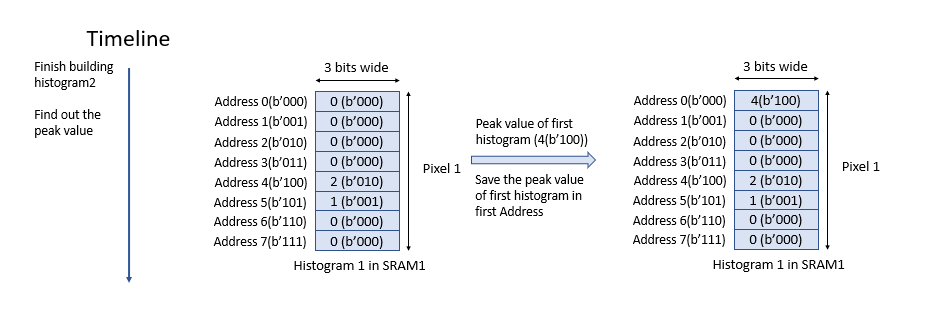 Timeline
Finish building
histogram2
Find out the
peak value
3 bits wide
Address 0(b'000) 0 (b'000)
Address 1(b'001) 0 (b'000)
Address 2(b'010) 0 (b'000)
Address 3(b'011) 0 (b'000)
Address 4(b'100) 2 (b'010)
Address 5(b'101) 1 (b'001)
Address 6(b'110) 0 (b'000)
Address 7(b'111) 0 (b'000)
Pixel 1
Histogram 1 in SRAM1
Peak value of first
histogram (4(b'100))
Save the peak value
of first histogram in
first Address
3 bits wide
Address 0(b'000) 4(b'100)
Address 1(b'001) 0 (b'000)
Address 2(b'010) 0 (b'000)
Address 3(b'011) 0 (b'000)
Address 4(b'100) 2 (b'010)
Address 5(b'101) 1 (b'001)
Address 6(b'110) 0 (b'000)
Address 7(b'111) 0 (b'000)
Pixel 1
Histogram 1 in SRAM1